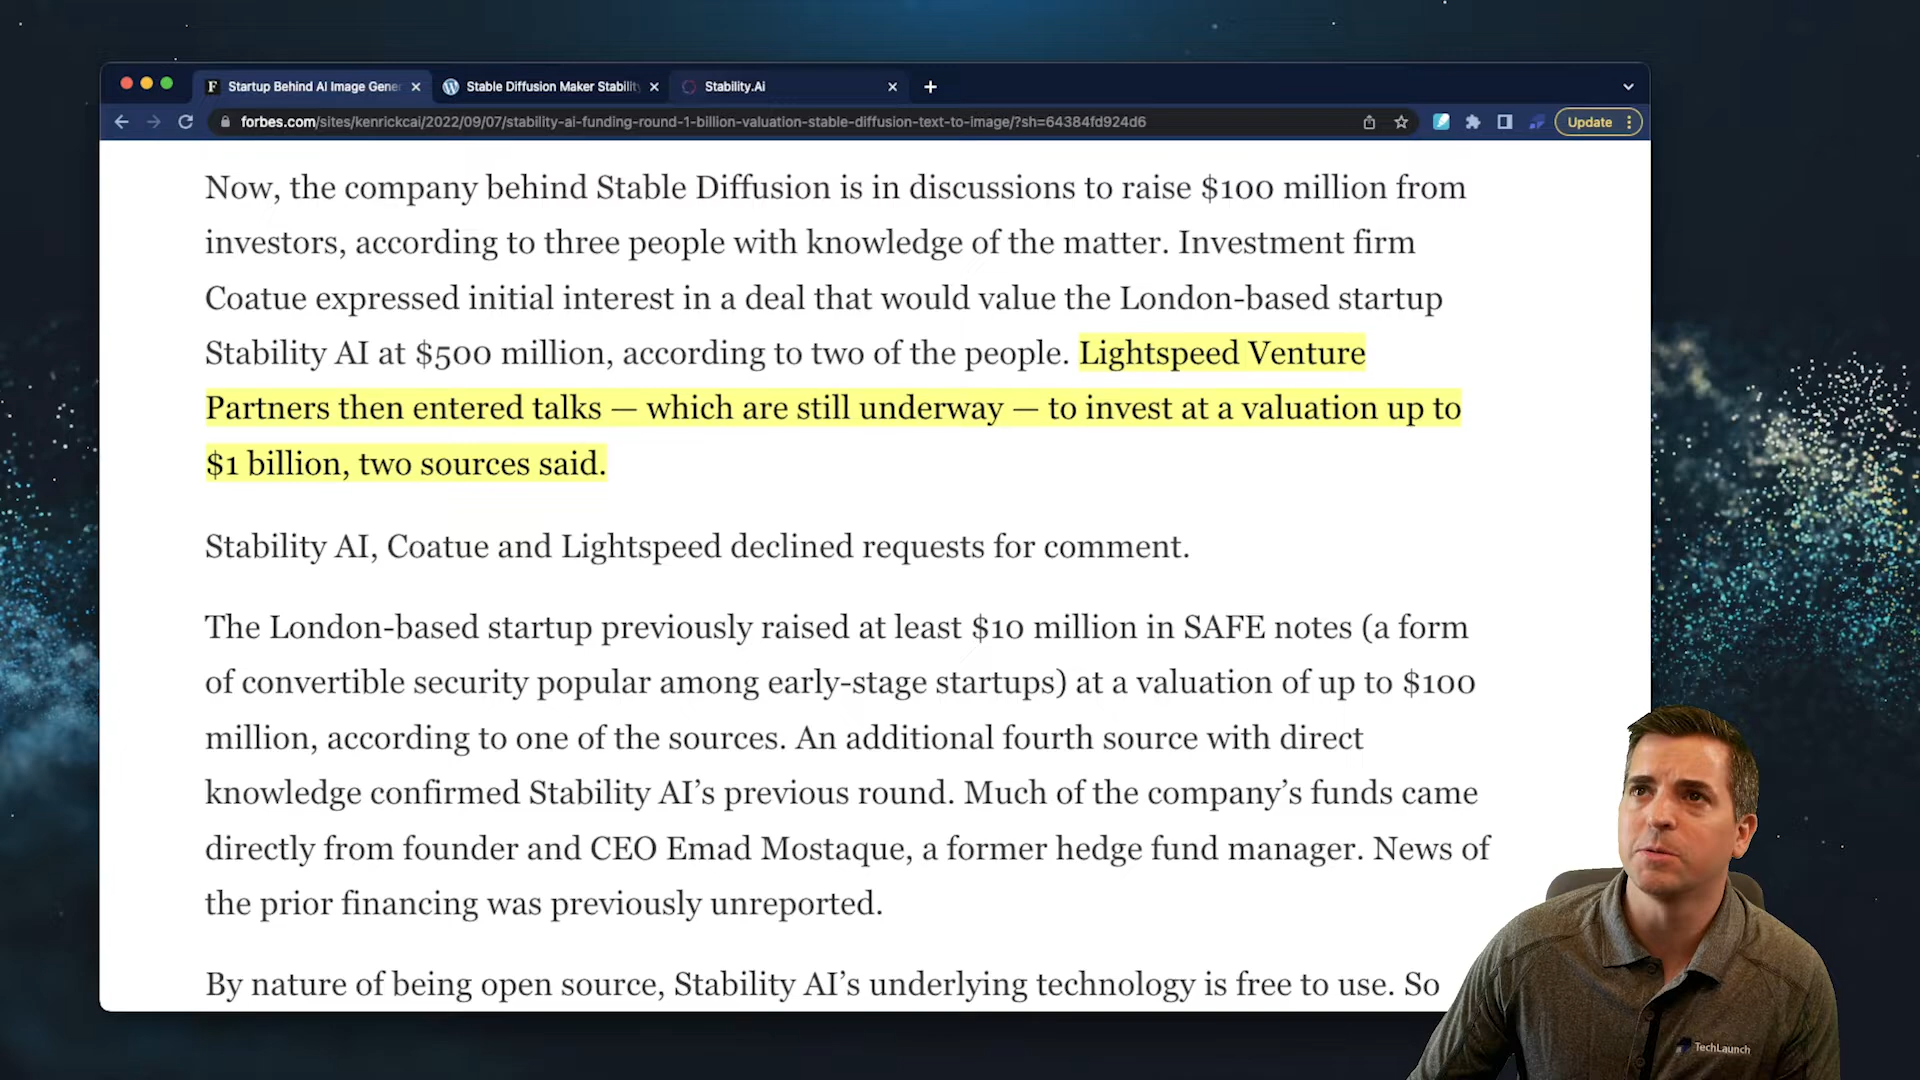 Startup Behind AI Image Gene
Stable Diffusion Maker Stabilit
Stability.Ai
forbes.com/sites/kenrickcai/2022/09/07/stability-ai-funding-round-1-billion-valuation-stable-diffusion-text-to-image/?sh=64384fd924d6
Update
Now, the company behind Stable Diffusion is in discussions to raise $100 million from
investors, according to three people with knowledge of the matter. Investment firm
Coatue expressed initial interest in a deal that would value the London-based startup
Stability AI at $500 million, according to two of the people. Lightspeed Venture
Partners then entered talks — which are still underway — to invest at a valuation up to
$1 billion, two sources said.
Stability AI, Coatue and Lightspeed declined requests for comment.
The London-based startup previously raised at least $10 million in SAFE notes (a form
of convertible security popular among early-stage startups) at a valuation of up to $100
million, according to one of the sources. An additional fourth source with direct
knowledge confirmed Stability AI’s previous round. Much of the company’s funds came
directly from founder and CEO Emad Mostaque, a former hedge fund manager. News of
the prior financing was previously unreported.
By nature of being open source, Stability AI’s underlying technology is free to use. So
TechLaunch